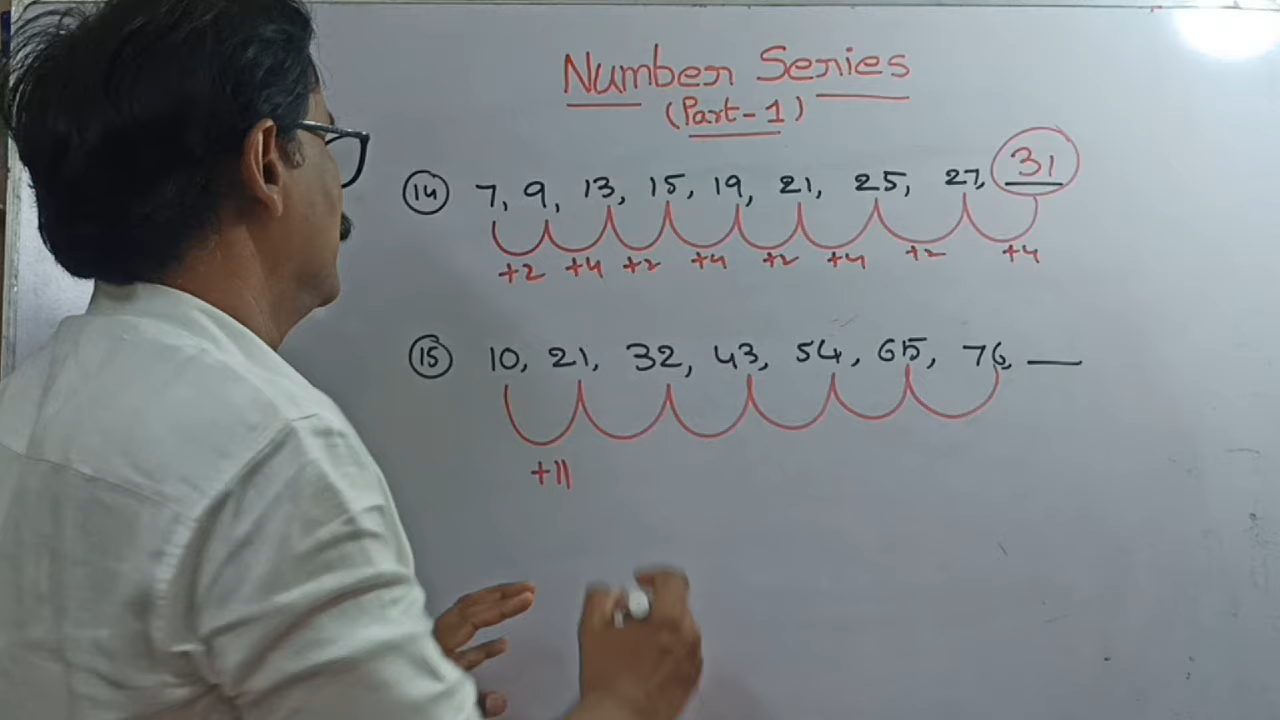 Number Series
(Part-1)
14 7, 9, 13, 15, 19, 21, 25, 27, 31
+2 +4 +2 +4 +2 +4 +2 +4
15 10, 21, 32, 43, 54, 65, 76, __
+11